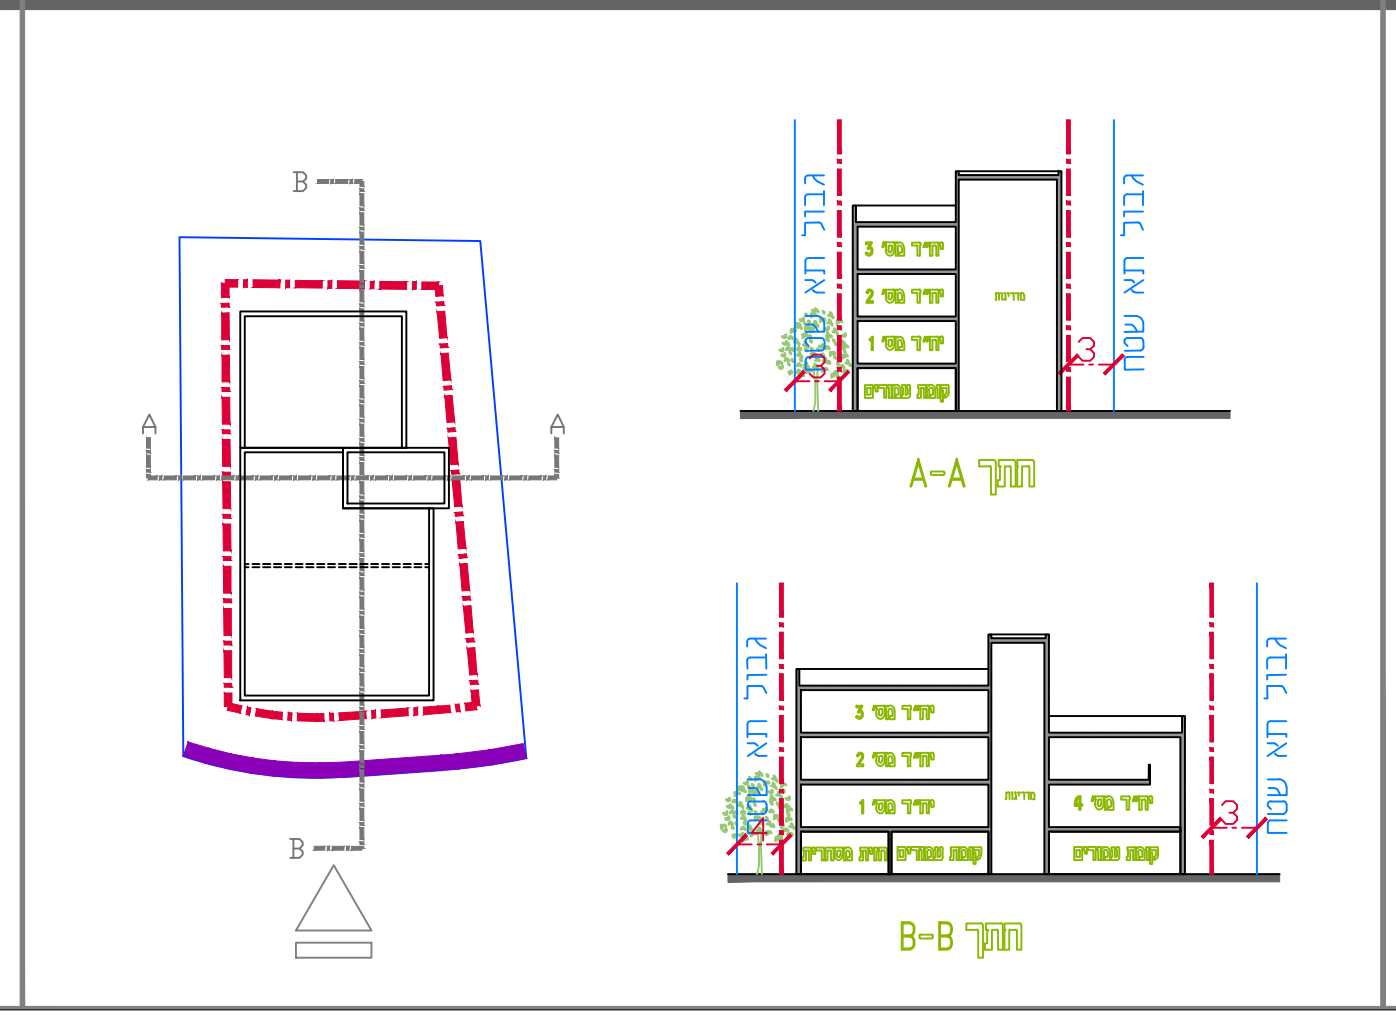 B
A
A
B
גבול תא שטח
גבול תא שטח
יח״ד מס׳ 3
יח״ד מס׳ 2
יח״ד מס׳ 1
קומת עמודים
מדרגות
3
3
חתך A-A
גבול תא שטח
גבול תא שטח
יח״ד מס׳ 3
יח״ד מס׳ 2
יח״ד מס׳ 1
יח״ד מס׳ 4
חזית מסחרית
קומת עמודים
מדרגות
קומת עמודים
4
3
חתך B-B